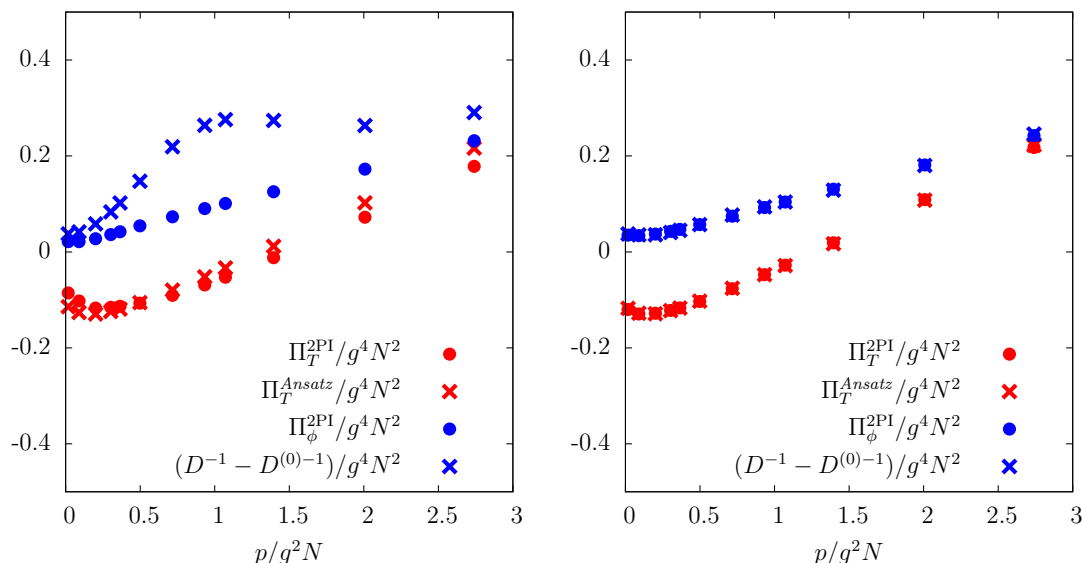 0.4
0.2
0
-0.2
-0.4
0 0.5 1 1.5 2 2.5 3
p/g²N
Π_T^{2PI}/g⁴N²
Π_T^{Ansatz}/g⁴N²
Π_ϕ^{2PI}/g⁴N²
(D⁻¹ − D^{(0)−1})/g⁴N²
0.4
0.2
0
-0.2
-0.4
0 0.5 1 1.5 2 2.5 3
p/g²N
Π_T^{2PI}/g⁴N²
Π_T^{Ansatz}/g⁴N²
Π_ϕ^{2PI}/g⁴N²
(D⁻¹ − D^{(0)−1})/g⁴N²